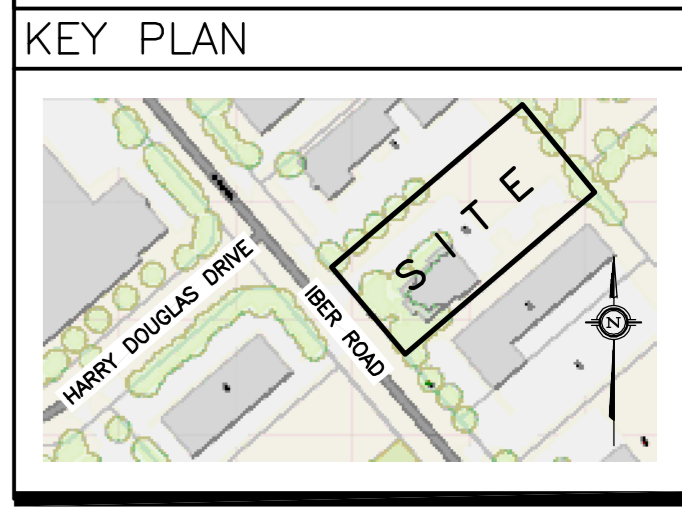 KEY PLAN
SITE
HARRY DOUGLAS DRIVE
IBER ROAD
N